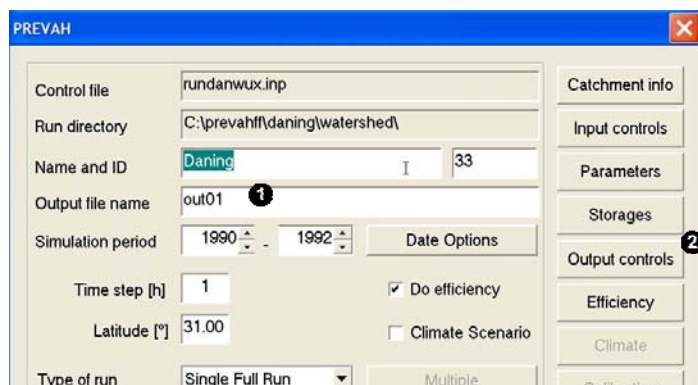 PREVAH
Control file rundanwux.inp Catchment info
Run directory C:\prevahff\daning\watershed\ Input controls
Name and ID Daning 33 Parameters
Output file name out01 1 Storages
Simulation period 1990 - 1992 Date Options Output controls 2
Time step [h] 1 Do efficiency Efficiency
Latitude [°] 31.00 Climate Scenario Climate
Type of run Single Full Run Multiple